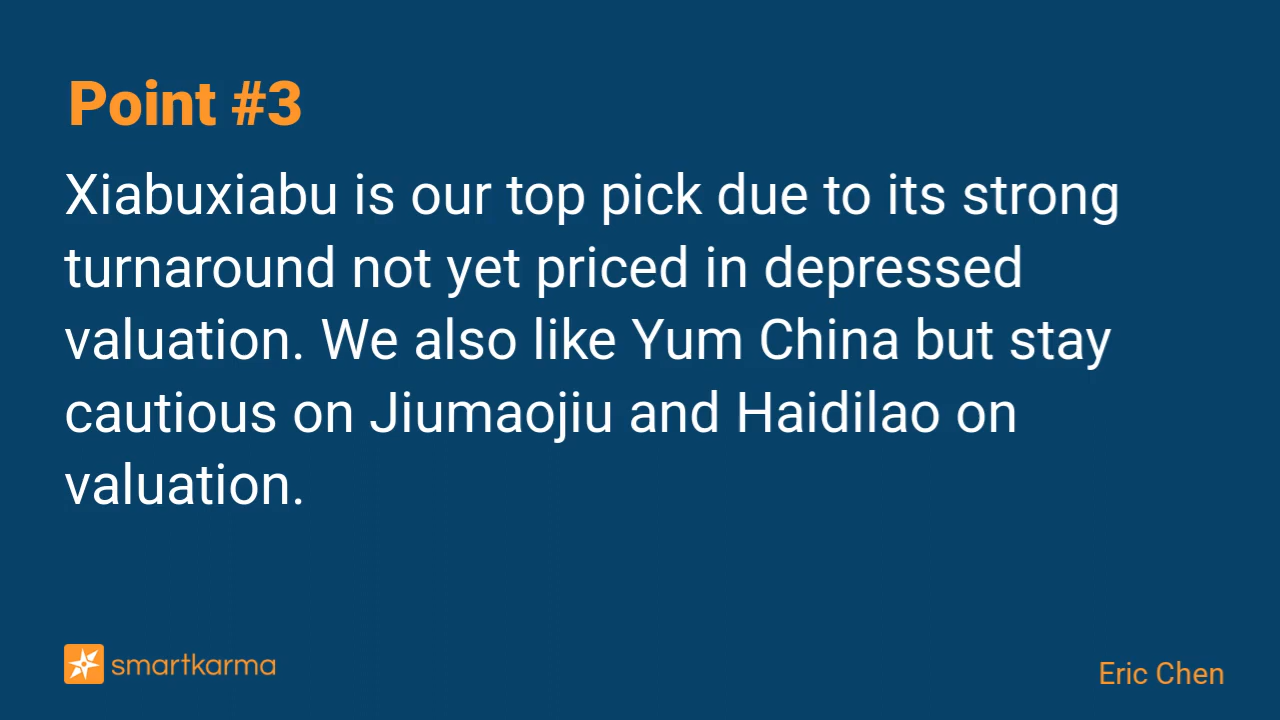 Point #3
Xiabuxiabu is our top pick due to its strong
turnaround not yet priced in depressed
valuation. We also like Yum China but stay
cautious on Jiumaojiu and Haidilao on
valuation.
smartkarma
Eric Chen